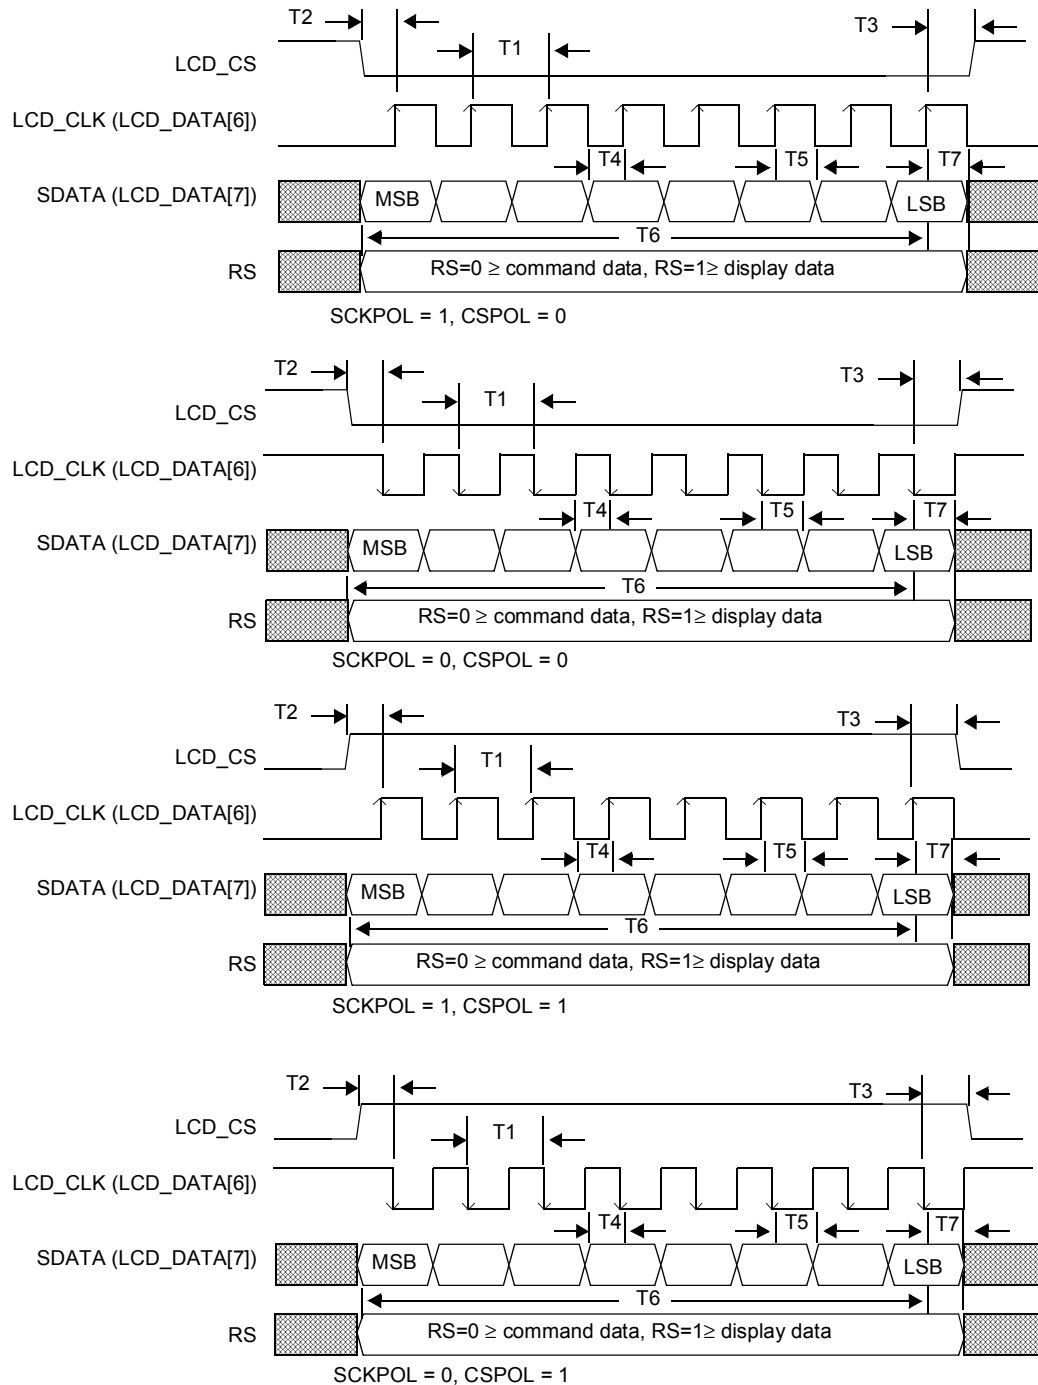 T2
T1
T3
LCD_CS
LCD_CLK (LCD_DATA[6])
T4
T5
T7
SDATA (LCD_DATA[7])
MSB
LSB
T6
RS
RS=0 ≥ command data, RS=1≥ display data
SCKPOL = 1, CSPOL = 0
T2
T3
T1
LCD_CS
LCD_CLK (LCD_DATA[6])
T4
T5
T7
SDATA (LCD_DATA[7])
MSB
LSB
T6
RS
RS=0 ≥ command data, RS=1≥ display data
SCKPOL = 0, CSPOL = 0
T2
T3
LCD_CS
T1
LCD_CLK (LCD_DATA[6])
T4
T5
T7
SDATA (LCD_DATA[7])
MSB
LSB
T6
RS
RS=0 ≥ command data, RS=1≥ display data
SCKPOL = 1, CSPOL = 1
T2
T3
LCD_CS
T1
LCD_CLK (LCD_DATA[6])
T4
T5
T7
SDATA (LCD_DATA[7])
MSB
LSB
T6
RS
RS=0 ≥ command data, RS=1≥ display data
SCKPOL = 0, CSPOL = 1